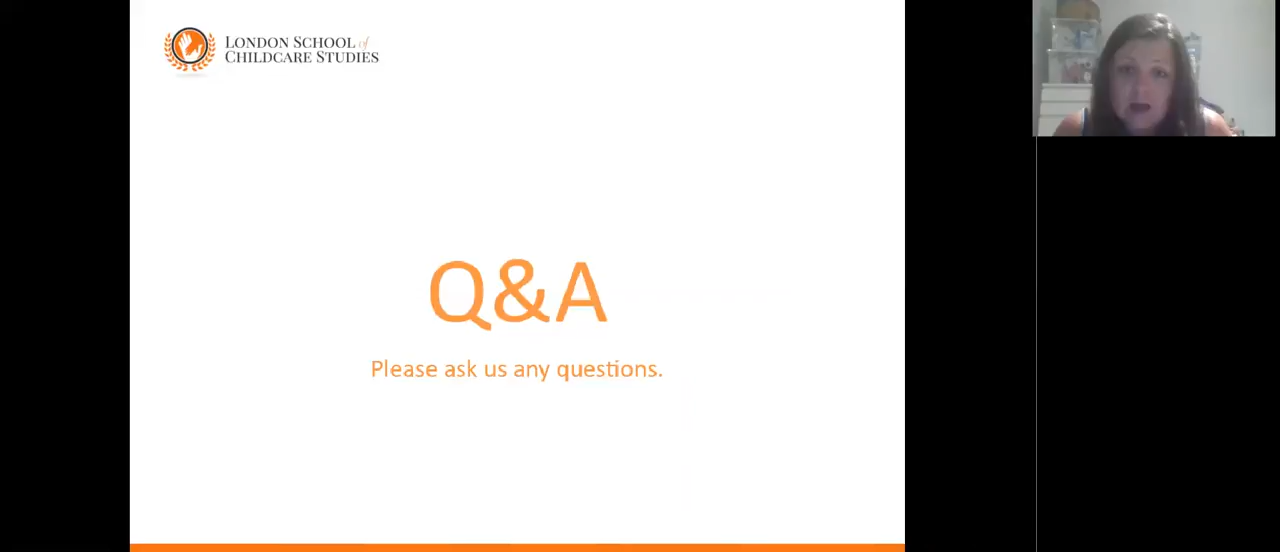 LONDON SCHOOL of
CHILDCARE STUDIES
Q&A
Please ask us any questions.